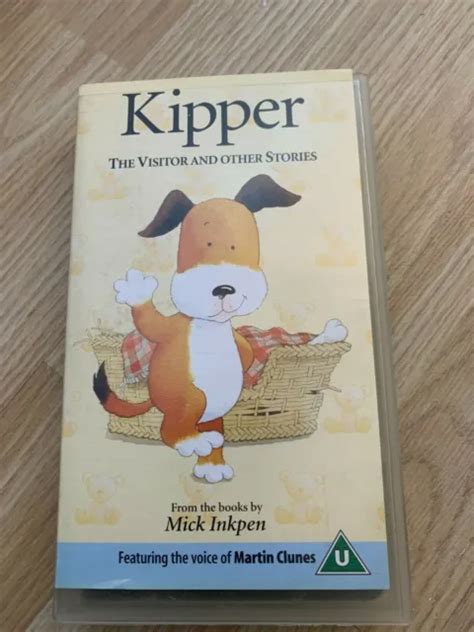 Kipper
THE VISITOR AND OTHER STORIES
From the books by
Mick Inkpen
Featuring the voice of Martin Clunes U